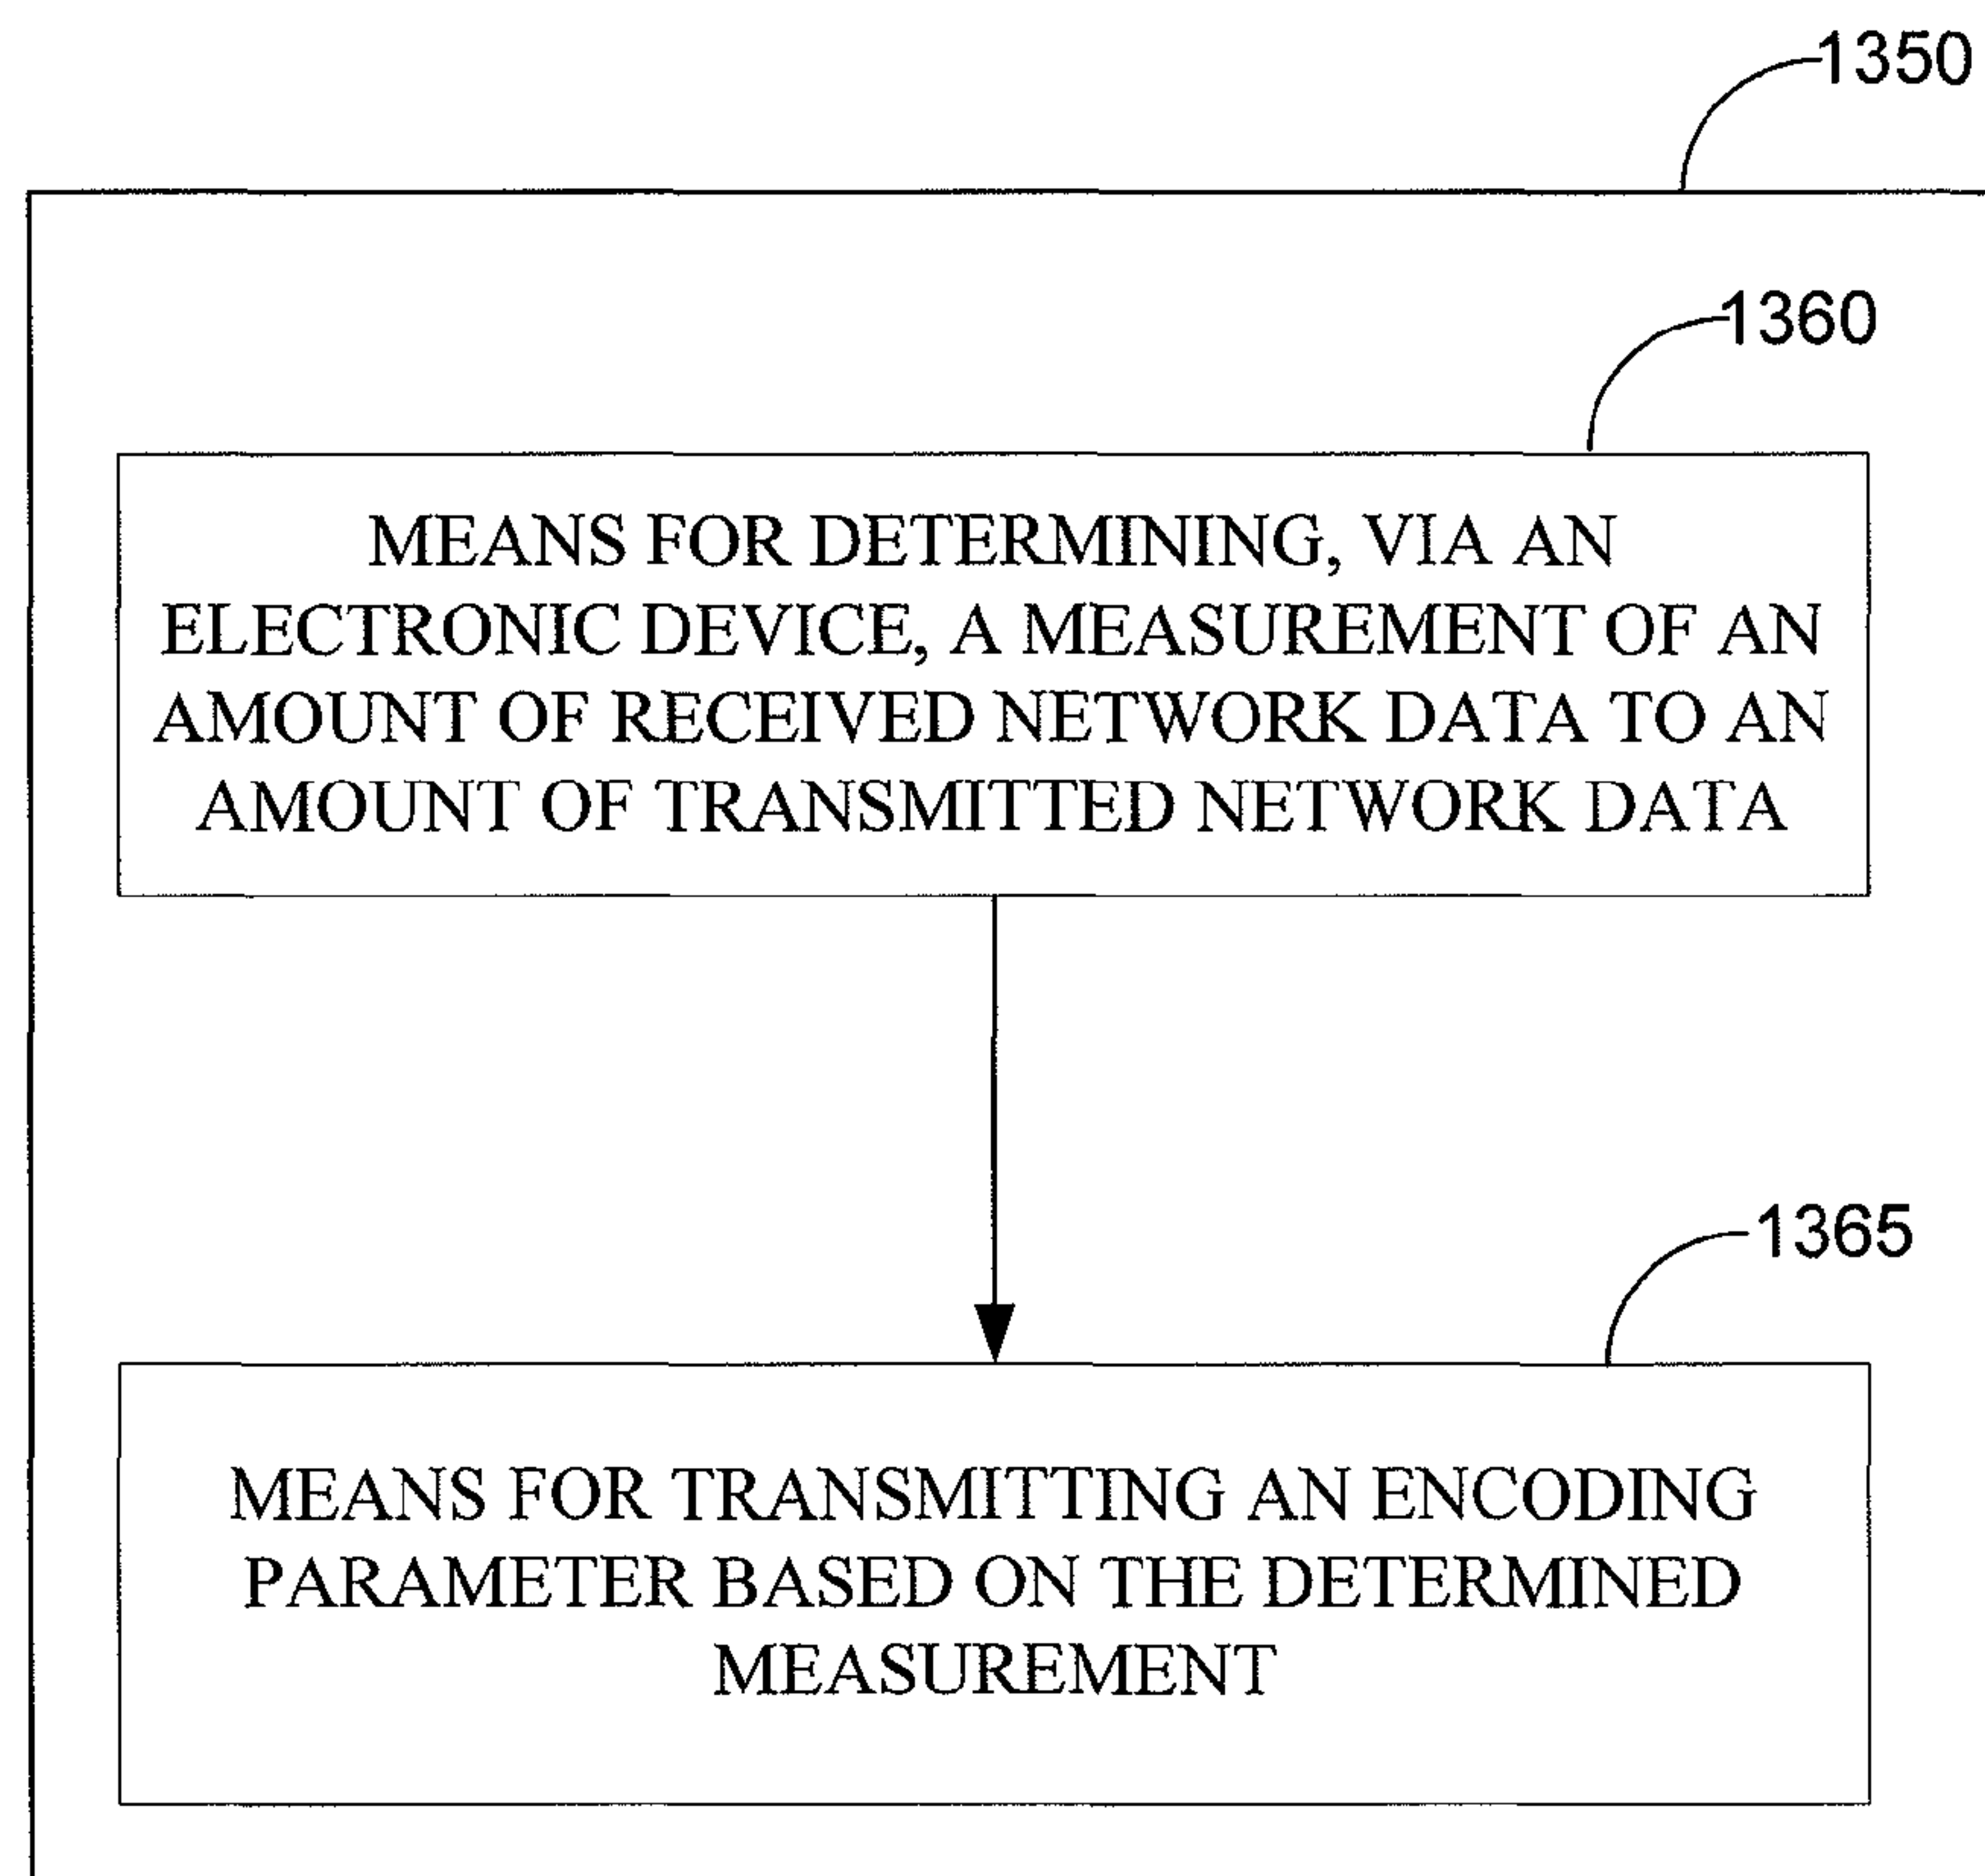 1350
1360
MEANS FOR DETERMINING, VIA AN
ELECTRONIC DEVICE, A MEASUREMENT OF AN
AMOUNT OF RECEIVED NETWORK DATA TO AN
AMOUNT OF TRANSMITTED NETWORK DATA
1365
MEANS FOR TRANSMITTING AN ENCODING
PARAMETER BASED ON THE DETERMINED
MEASUREMENT